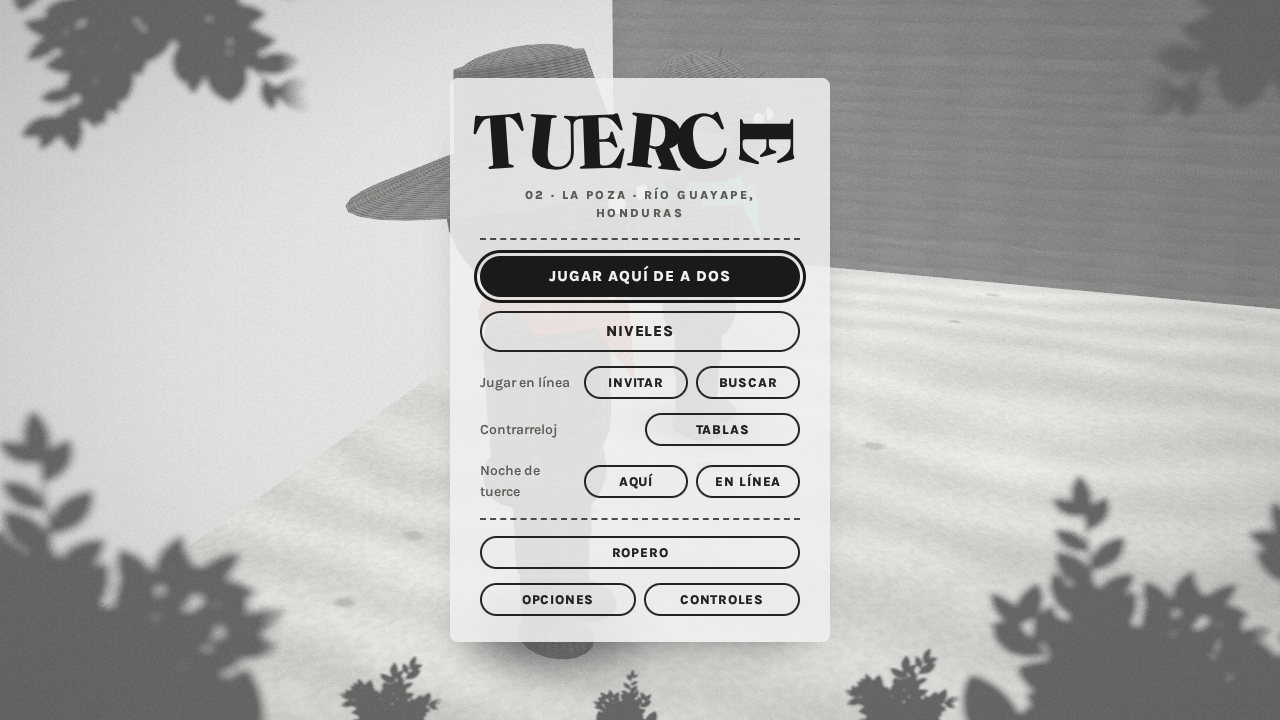 TUERCE
02 · LA POZA · RÍO GUAYAPE,
HONDURAS
JUGAR AQUÍ DE A DOS
NIVELES
Jugar en línea INVITAR BUSCAR
Contrarreloj TABLAS
Noche de
tuerce AQUÍ EN LÍNEA
ROPERO
OPCIONES CONTROLES